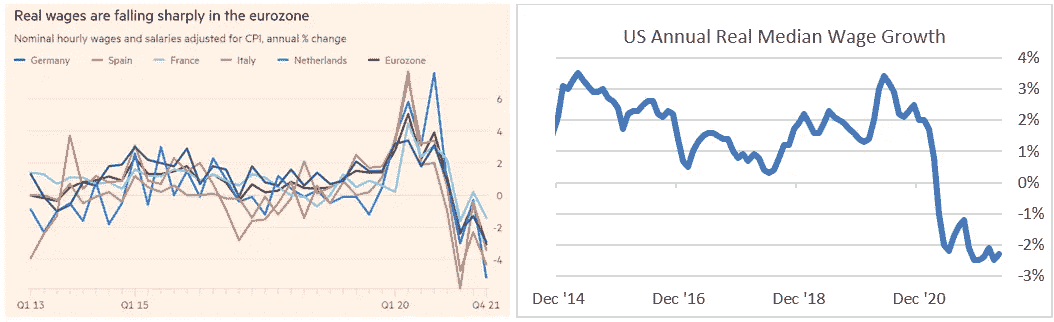 Real wages are falling sharply in the eurozone
Nominal hourly wages and salaries adjusted for CPI, annual % change
Germany Spain France Italy Netherlands Eurozone
6
4
2
0
-2
-4
Q1 13 Q1 15 Q1 20 Q4 21
US Annual Real Median Wage Growth
4%
3%
2%
1%
0%
-1%
-2%
-3%
Dec '14 Dec '16 Dec '18 Dec '20